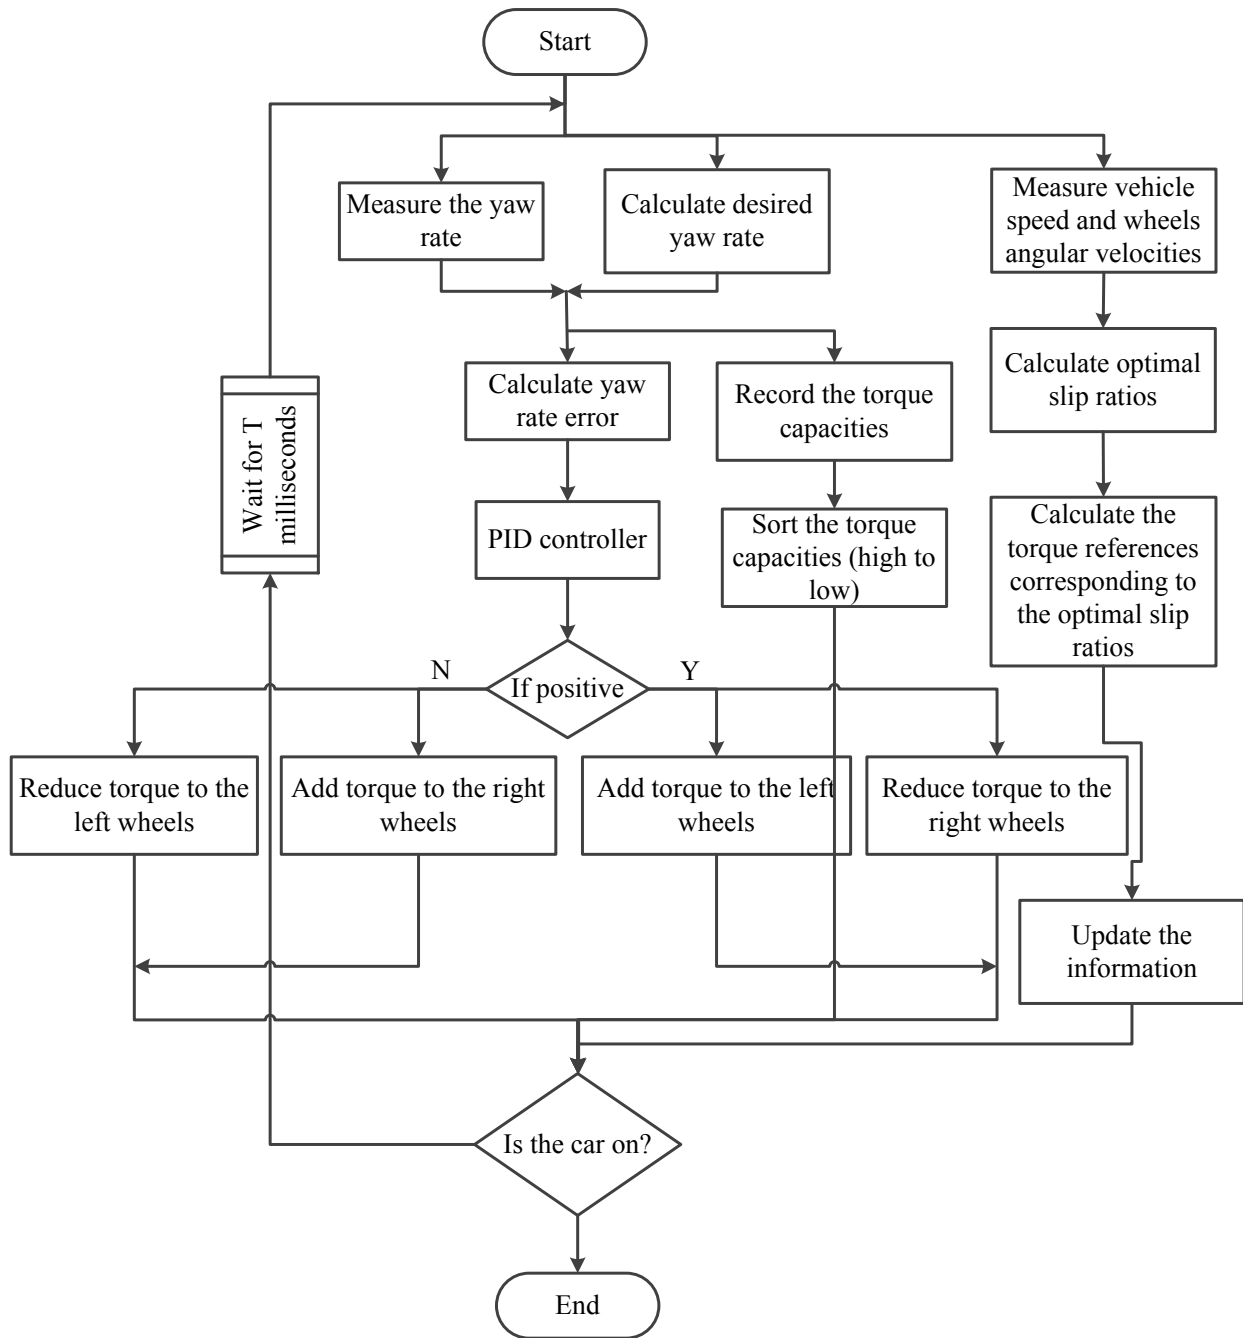 Start
Measure the yaw
rate
Calculate desired
yaw rate
Measure vehicle
speed and wheels
angular velocities
Calculate yaw
rate error
Record the torque
capacities
Calculate optimal
slip ratios
Wait for T
milliseconds
PID controller
Sort the torque
capacities (high to
low)
Calculate the
torque references
corresponding to
the optimal slip
ratios
N
If positive
Y
Reduce torque to the
left wheels
Add torque to the right
wheels
Add torque to the left
wheels
Reduce torque to the
right wheels
Update the
information
Is the car on?
End